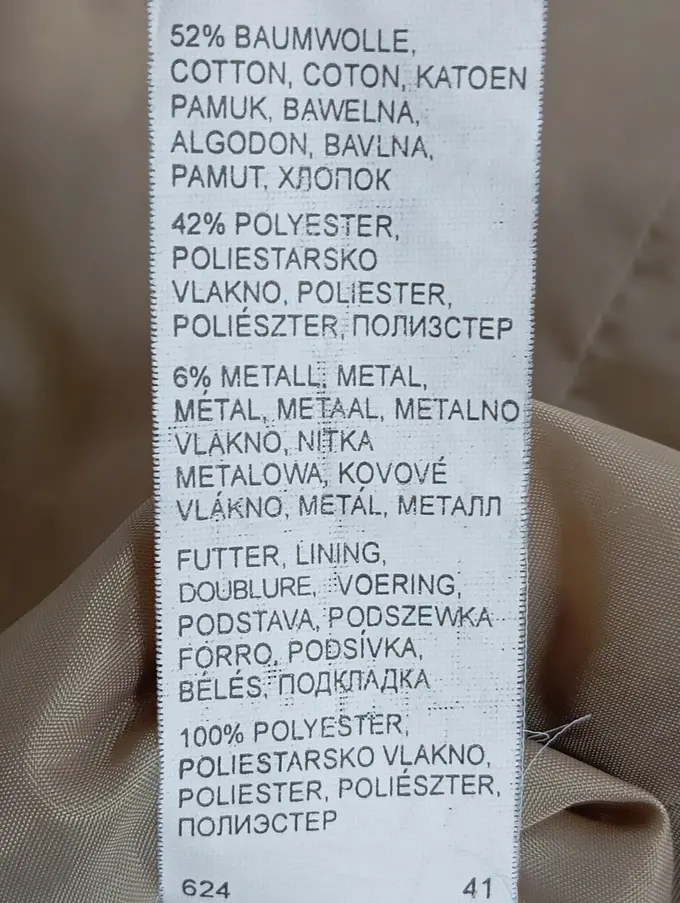 52% BAUMWOLLE,
COTTON, COTON, KATOEN
PAMUK, BAWELNA,
ALGODON, BAVLNA,
PAMUT, ХЛОПОК
42% POLYESTER,
POLIESTARSKO
VLAKNO, POLIESTER,
POLIÉSZTER, ПОЛИЗСТЕР
6% METALL, METAL,
MÉTAL, METAAL, METALNO
VLAKNO, NITKA
METALOWA, KOVOVÉ
VLÁKNO, METÁL, МЕТАЛЛ
FUTTER, LINING,
DOUBLURE, VOERING,
PODSTAVA, PODSZEWKA
FORRO, PODSÍVKA,
BÉLÉS, ПОДКЛАДКА
100% POLYESTER,
POLIESTARSKO VLAKNO,
POLIESTER, POLIÉSZTER,
ПОЛИЭСТЕР
624 41